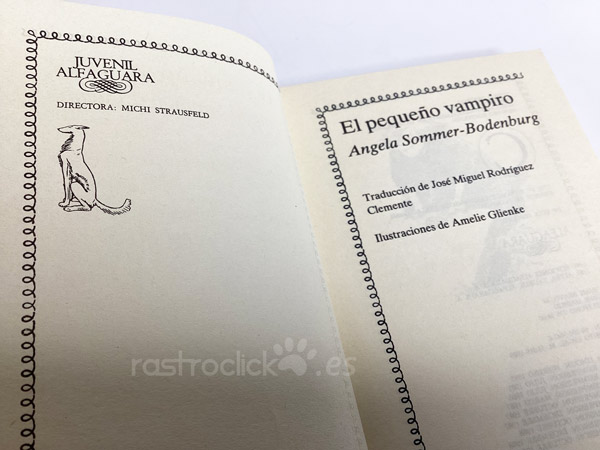 JUVENIL
ALFAGUARA
DIRECTORA: MICHI STRAUSFELD
El pequeño vampiro
Angela Sommer-Bodenburg
Traducción de José Miguel Rodríguez
Clemente
Ilustraciones de Amelie Glienke
rastroclick.es